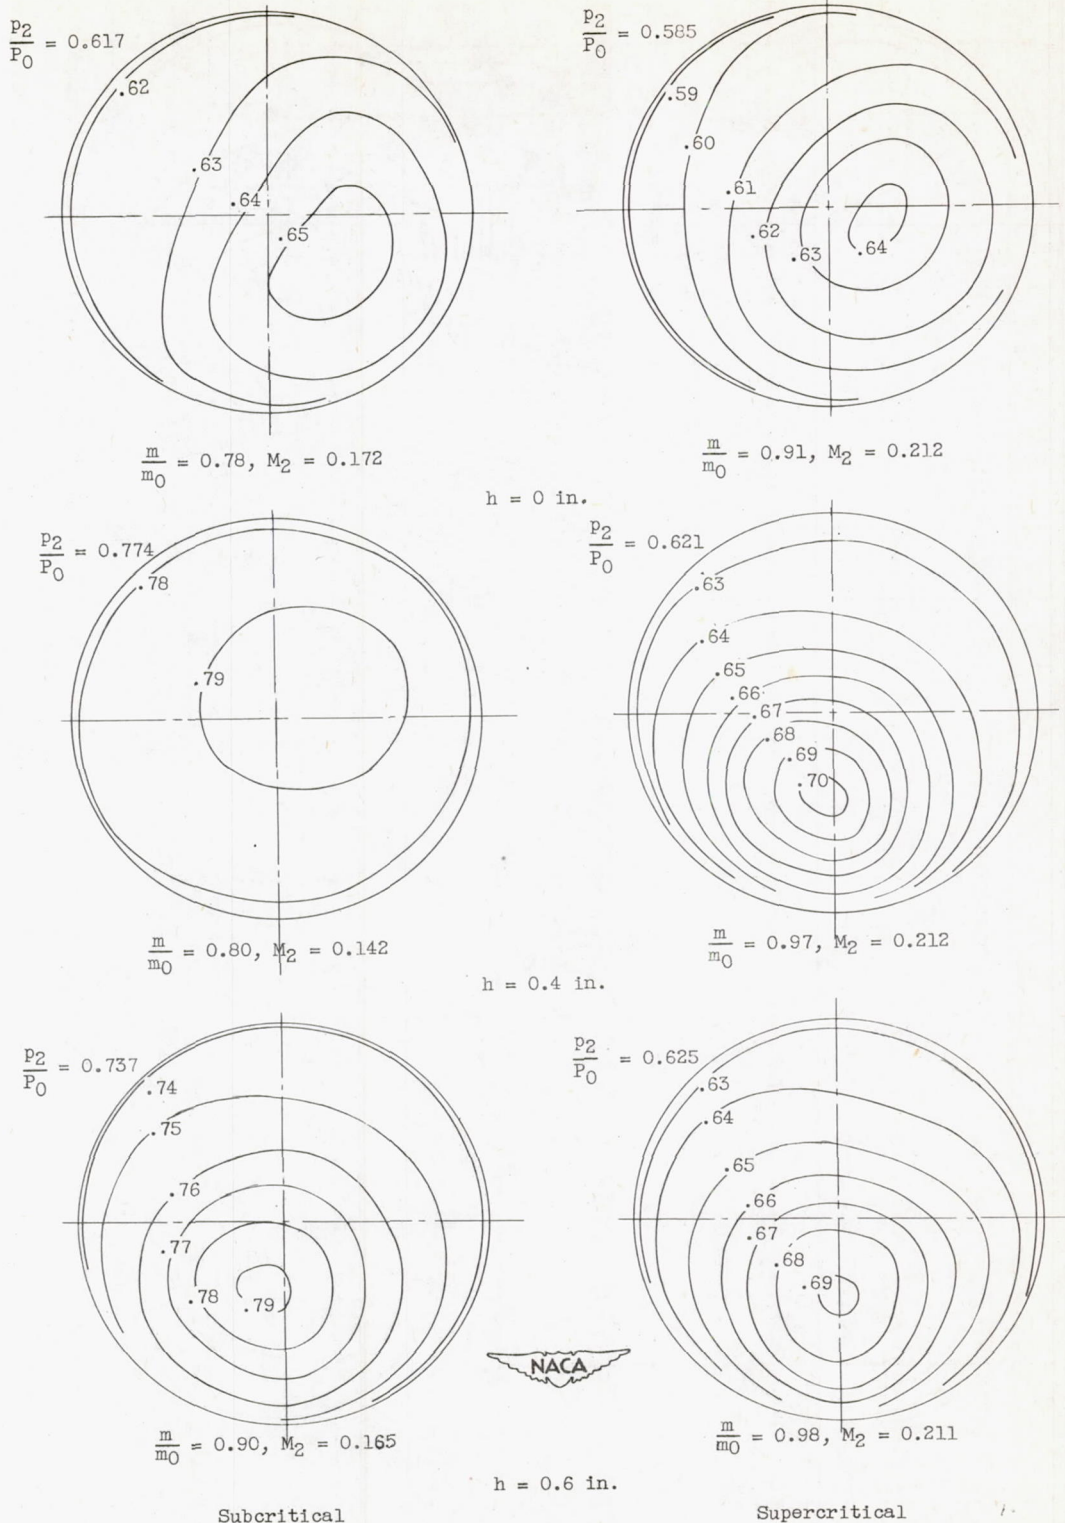 p2/P0 = 0.617
.62
.63
.64
.65
m/m0 = 0.78, M2 = 0.172
p2/P0 = 0.585
.59
.60
.61
.62
.63
.64
m/m0 = 0.91, M2 = 0.212
h = 0 in.
p2/P0 = 0.774
.78
.79
m/m0 = 0.80, M2 = 0.142
p2/P0 = 0.621
.63
.64
.65
.66
.67
.68
.69
.70
m/m0 = 0.97, M2 = 0.212
h = 0.4 in.
p2/P0 = 0.737
.74
.75
.76
.77
.78
.79
m/m0 = 0.90, M2 = 0.165
p2/P0 = 0.625
.63
.64
.65
.66
.67
.68
.69
m/m0 = 0.98, M2 = 0.211
NACA
h = 0.6 in.
Subcritical
Supercritical